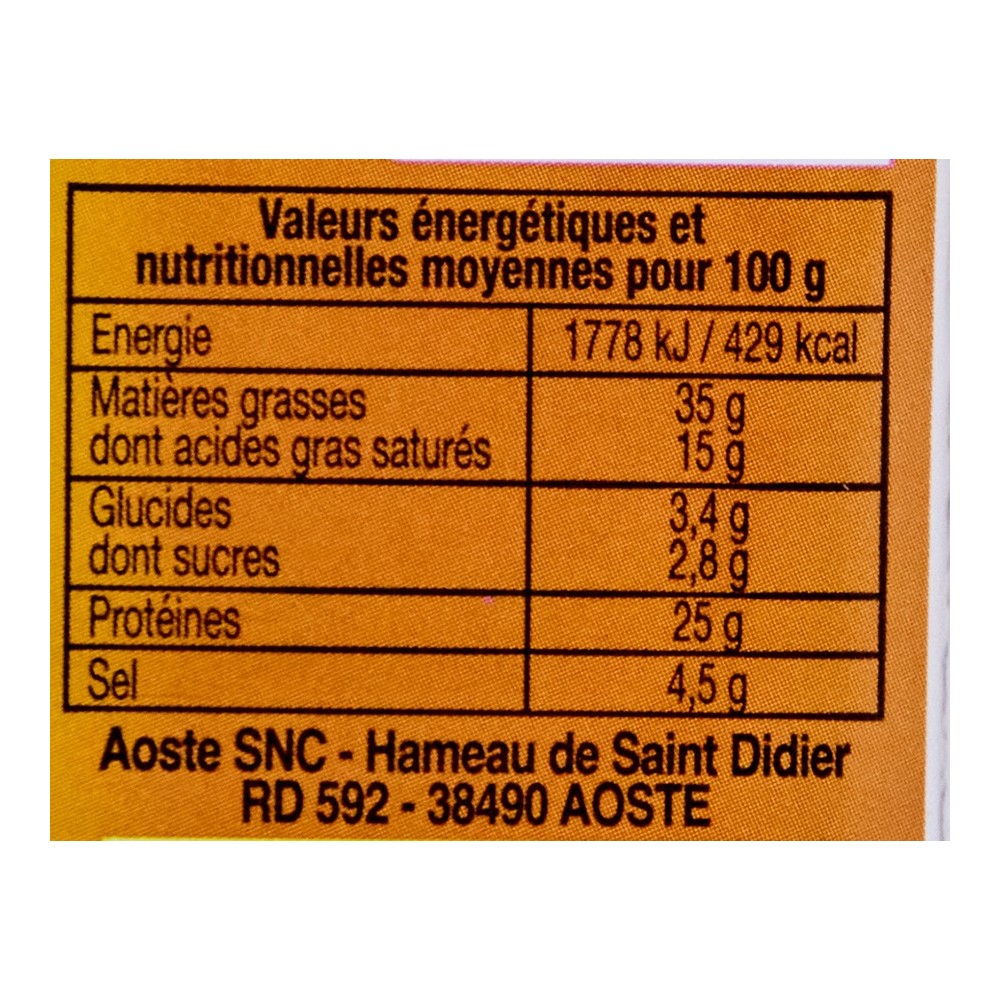 Valeurs énergétiques et
nutritionnelles moyennes pour 100 g
Energie 1778 kJ / 429 kcal
Matières grasses 35 g
dont acides gras saturés 15 g
Glucides 3,4 g
dont sucres 2,8 g
Protéines 25 g
Sel 4,5 g
Aoste SNC - Hameau de Saint Didier
RD 592 - 38490 AOSTE